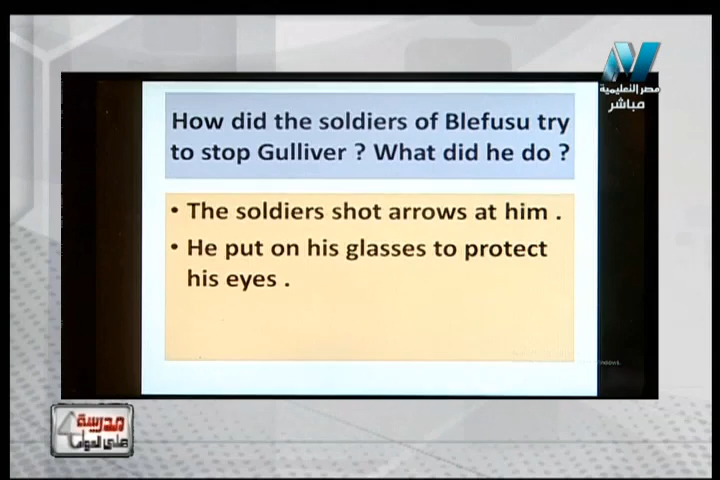 مصر التعليمية
مباشر
How did the soldiers of Blefusu try
to stop Gulliver ? What did he do ?
• The soldiers shot arrows at him .
• He put on his glasses to protect
his eyes .
مدرسة
على الهواء